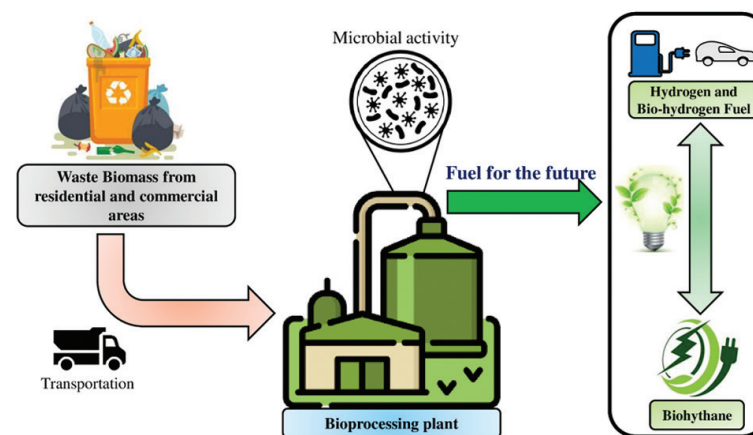 Microbial activity
Waste Biomass from
residential and commercial
areas
Transportation
Bioprocessing plant
Fuel for the future
Hydrogen and
Bio-hydrogen Fuel
Biohythane